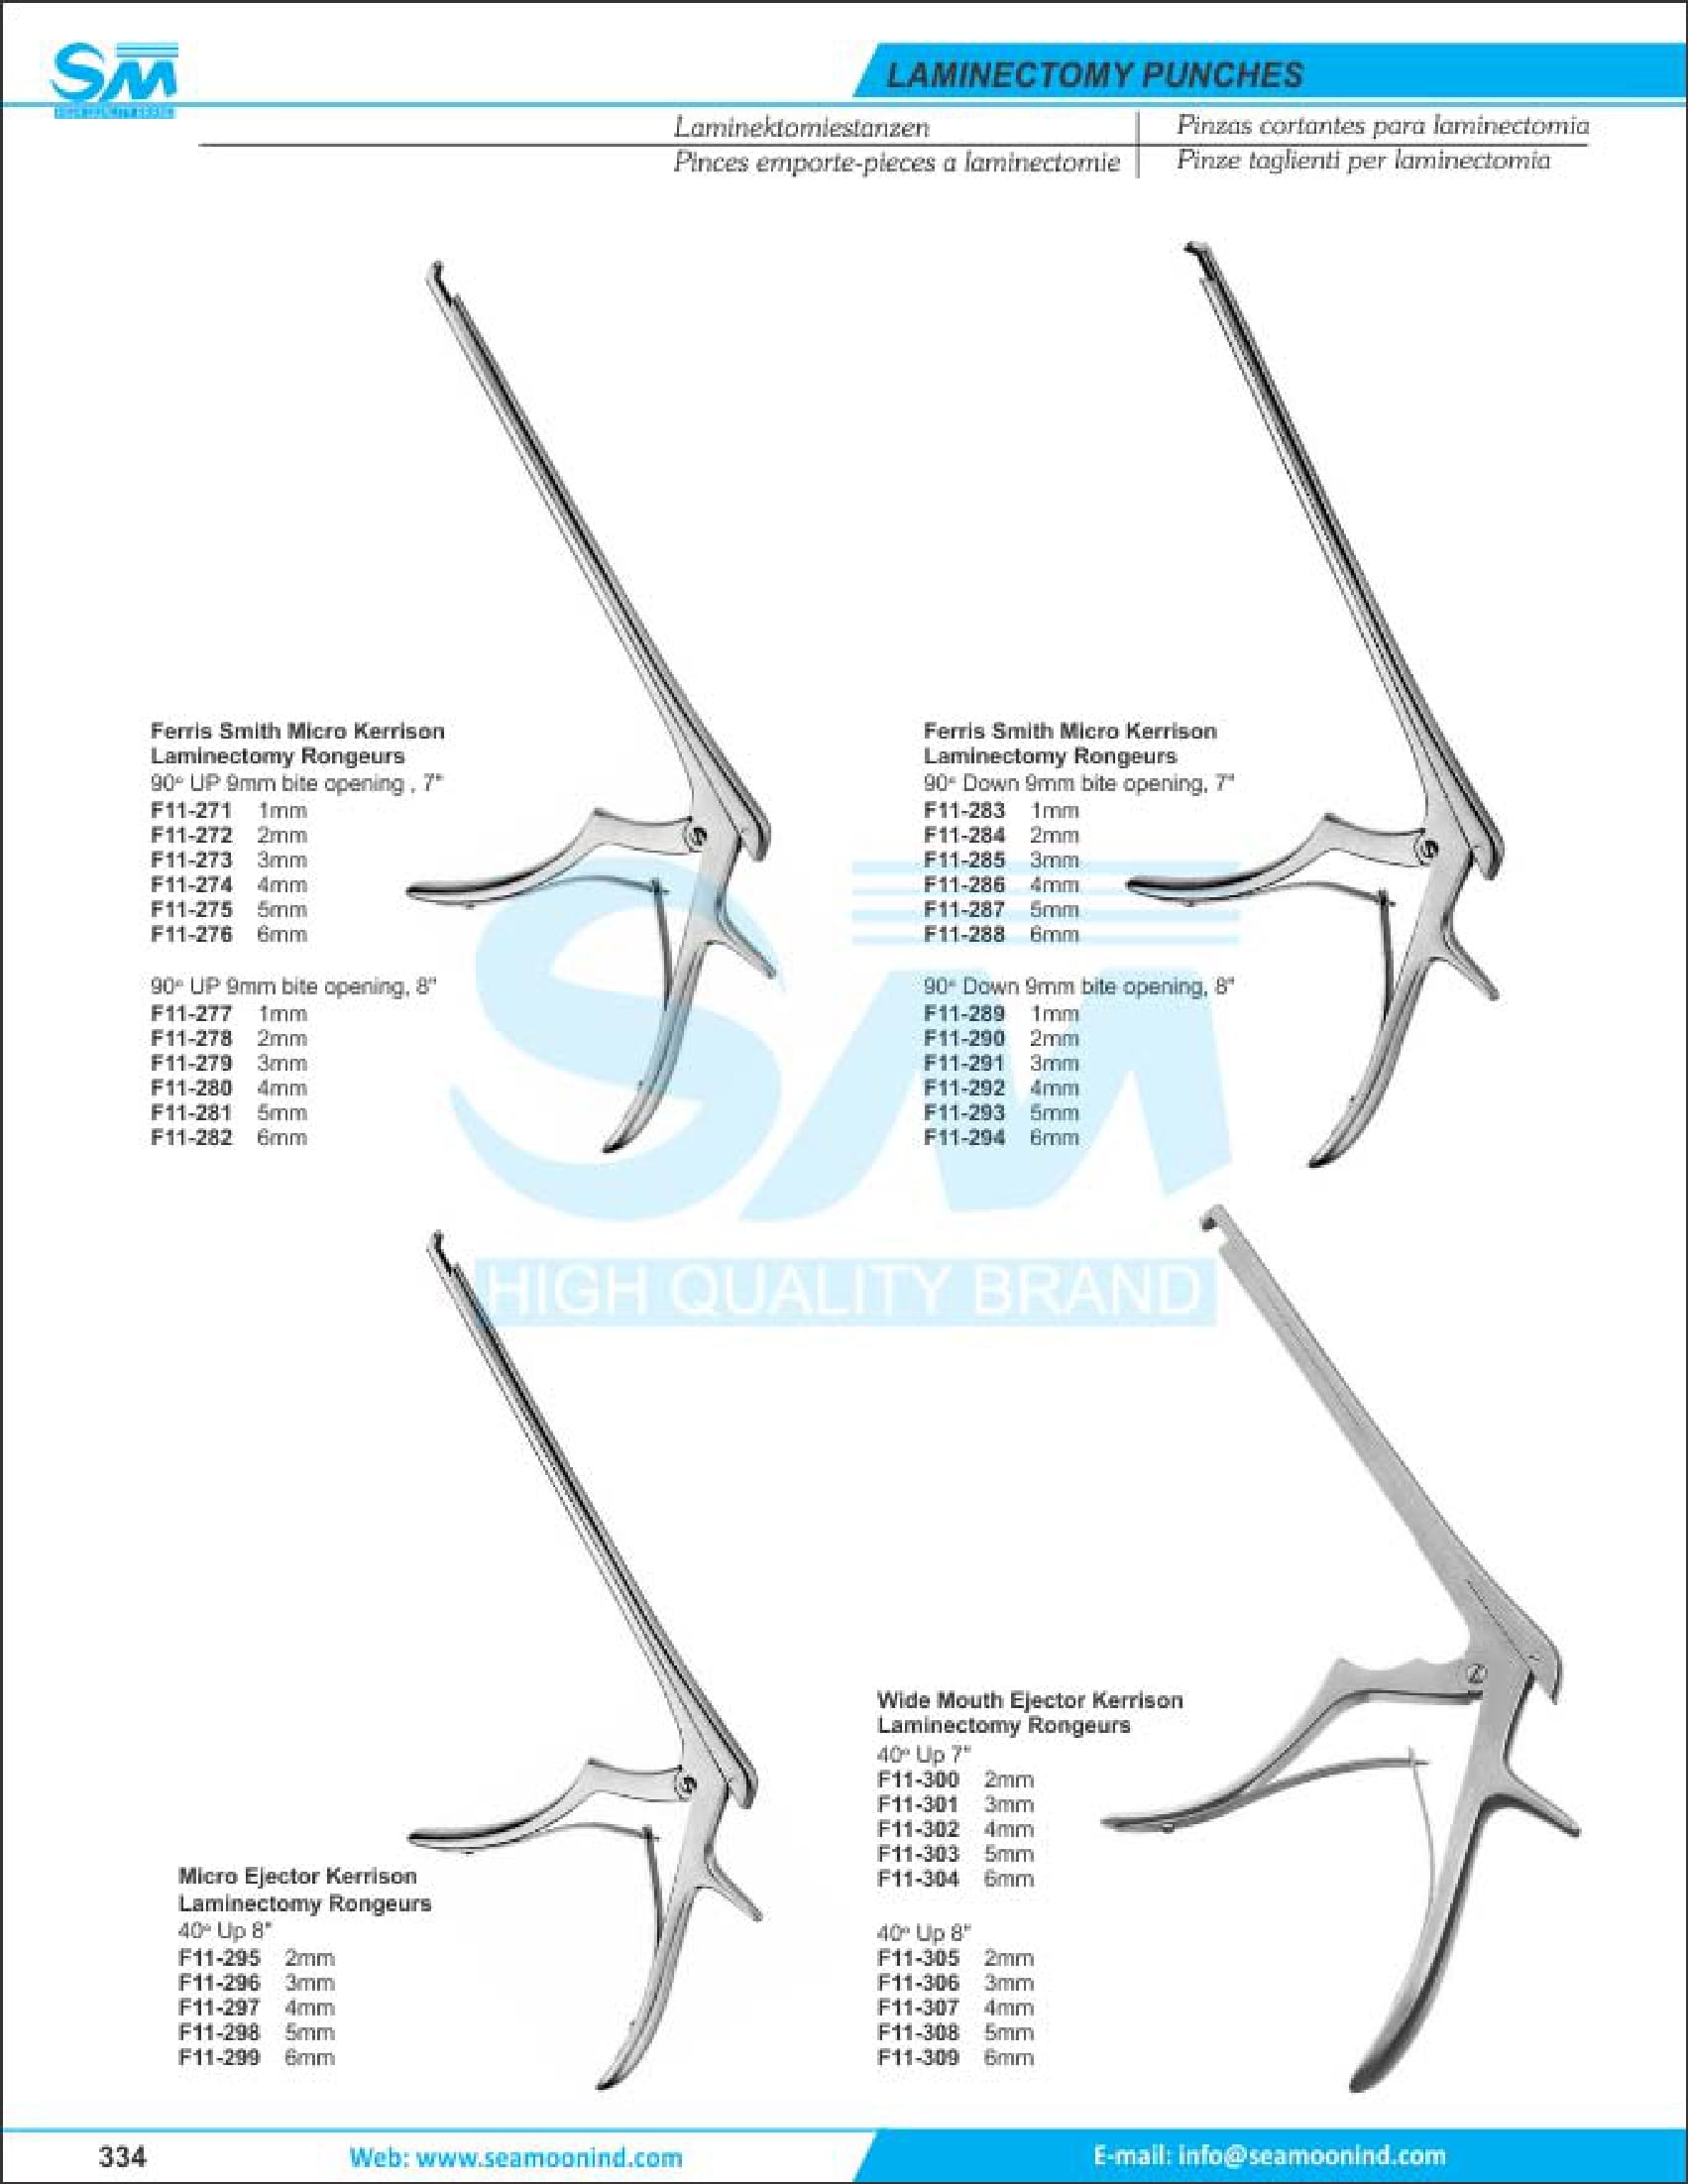 SM
LAMINECTOMY PUNCHES
Laminektomiestanzen
Pinces emporte-pieces a laminectomie
Pinzas cortantes para laminectomia
Pinze taglienti per laminectomia
Ferris Smith Micro Kerrison
Laminectomy Rongeurs
90° UP 9mm bite opening , 7"
F11-271 1mm
F11-272 2mm
F11-273 3mm
F11-274 4mm
F11-275 5mm
F11-276 6mm
90° UP 9mm bite opening, 8"
F11-277 1mm
F11-278 2mm
F11-279 3mm
F11-280 4mm
F11-281 5mm
F11-282 6mm
Ferris Smith Micro Kerrison
Laminectomy Rongeurs
90° Down 9mm bite opening, 7"
F11-283 1mm
F11-284 2mm
F11-285 3mm
F11-286 4mm
F11-287 5mm
F11-288 6mm
90° Down 9mm bite opening, 8"
F11-289 1mm
F11-290 2mm
F11-291 3mm
F11-292 4mm
F11-293 5mm
F11-294 6mm
SM
HIGH QUALITY BRAND
Micro Ejector Kerrison
Laminectomy Rongeurs
40° Up 8"
F11-295 2mm
F11-296 3mm
F11-297 4mm
F11-298 5mm
F11-299 6mm
Wide Mouth Ejector Kerrison
Laminectomy Rongeurs
40° Up 7"
F11-300 2mm
F11-301 3mm
F11-302 4mm
F11-303 5mm
F11-304 6mm
40° Up 8"
F11-305 2mm
F11-306 3mm
F11-307 4mm
F11-308 5mm
F11-309 6mm
334
Web: www.seamoonind.com
E-mail: info@seamoonind.com